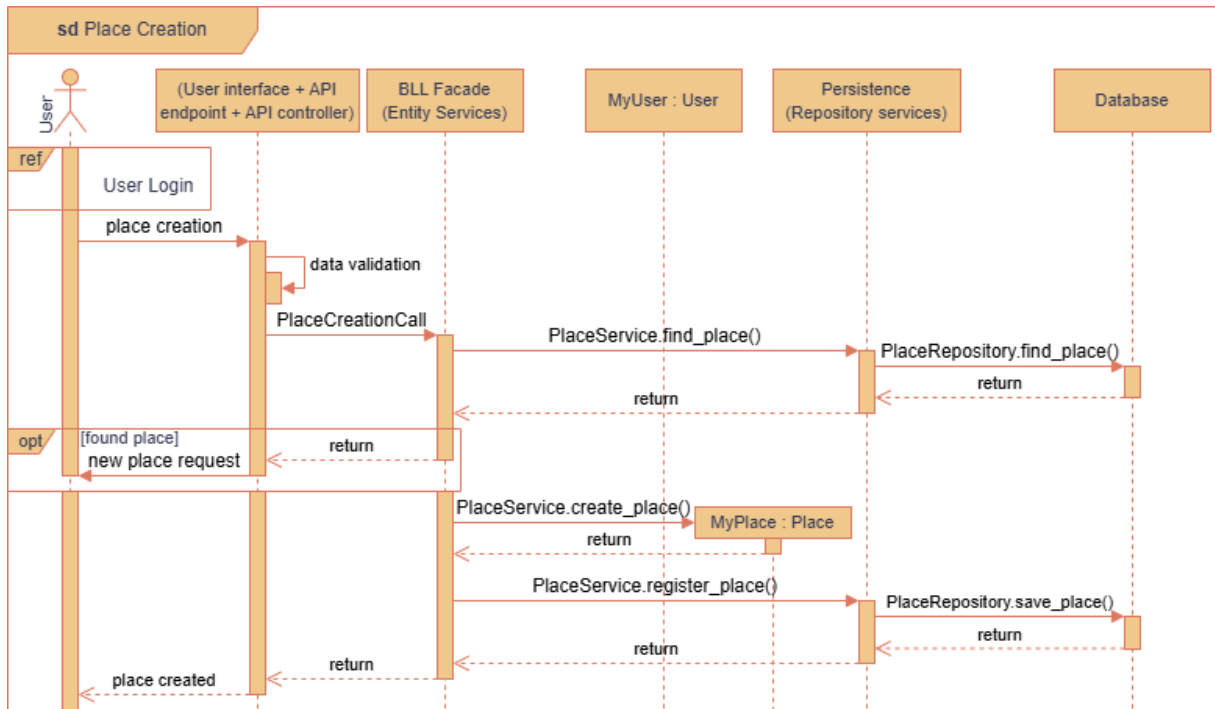 sd Place Creation
User
(User interface + API
endpoint + API controller)
BLL Facade
(Entity Services)
MyUser : User
Persistence
(Repository services)
Database
ref
User Login
place creation
data validation
PlaceCreationCall
PlaceService.find_place()
PlaceRepository.find_place()
return
return
opt
[found place]
return
new place request
PlaceService.create_place()
MyPlace : Place
return
PlaceService.register_place()
PlaceRepository.save_place()
return
return
return
place created